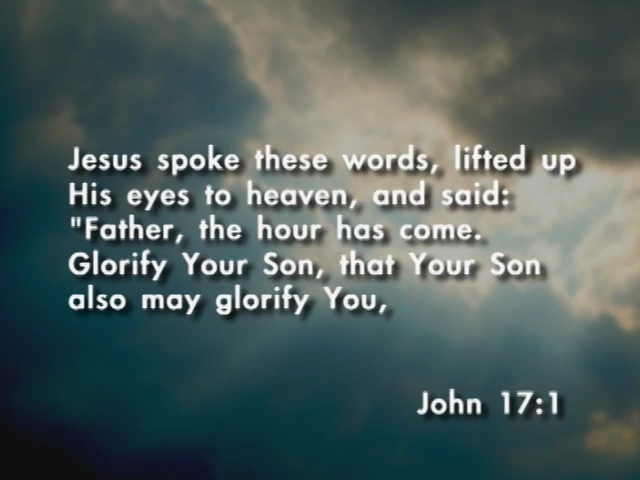 Jesus spoke these words, lifted up
His eyes to heaven, and said:
"Father, the hour has come.
Glorify Your Son, that Your Son
also may glorify You,
John 17:1